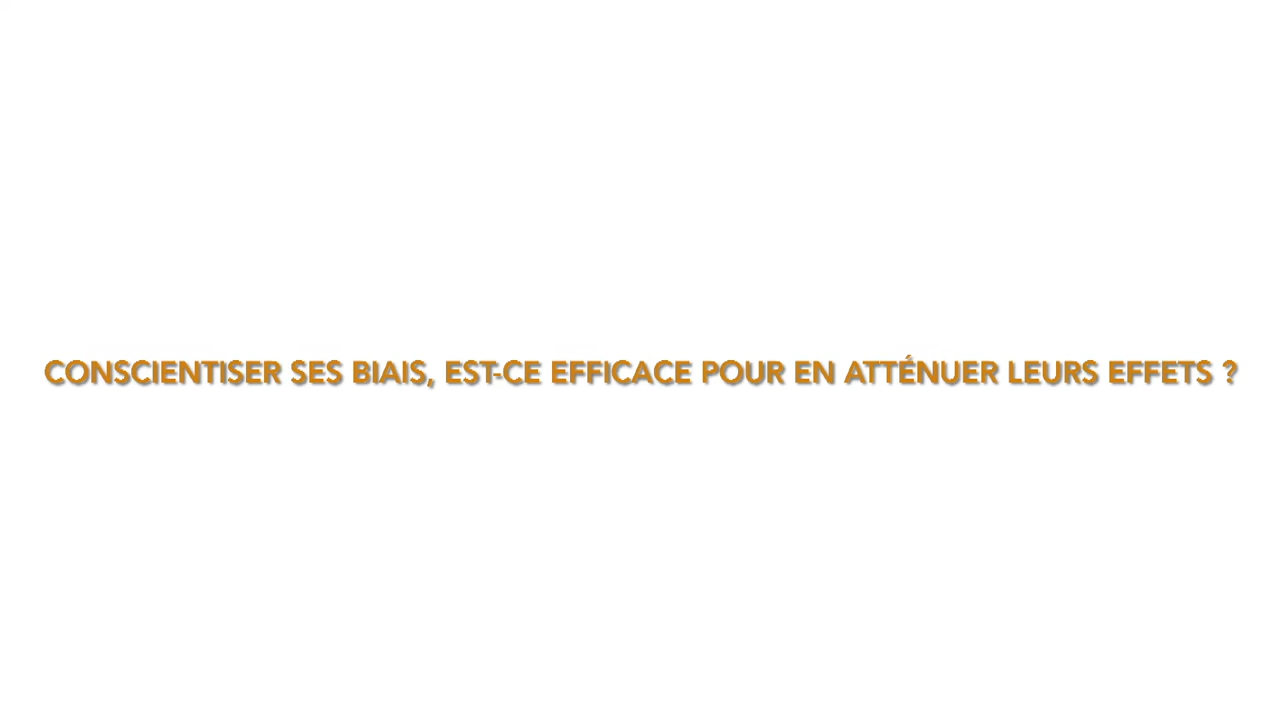 CONSCIENTISER SES BIAIS, EST-CE EFFICACE POUR EN ATTÉNUER LEURS EFFETS ?